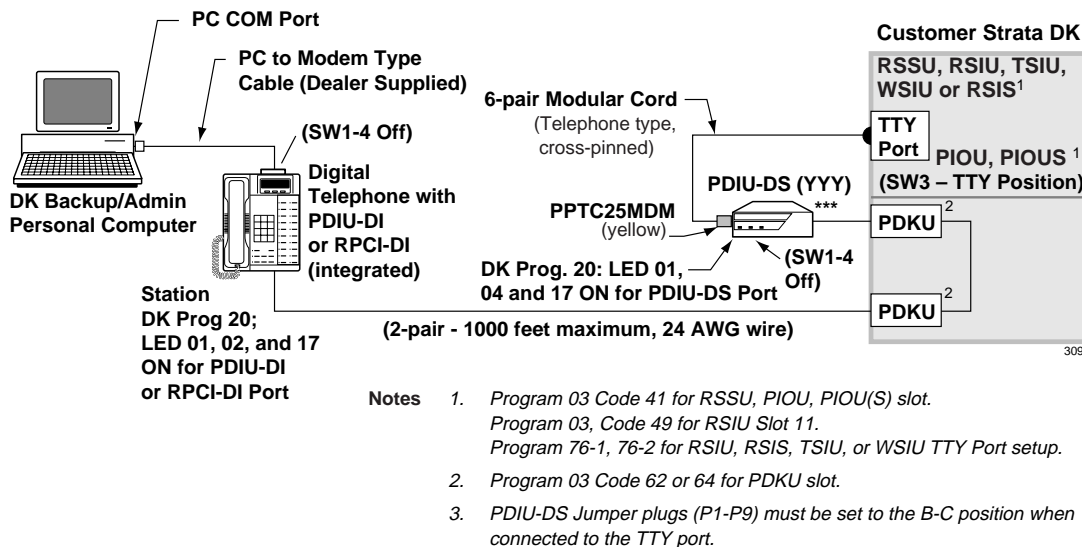 PC COM Port
PC to Modem Type
Cable (Dealer Supplied)
(SW1-4 Off)
DK Backup/Admin
Personal Computer
Digital
Telephone with
PDIU-DI
or RPCI-DI
(integrated)
Station
DK Prog 20;
LED 01, 02, and 17
ON for PDIU-DI
or RPCI-DI Port
6-pair Modular Cord
(Telephone type,
cross-pinned)
PDIU-DS (YYY)
***
PPTC25MDM
(yellow)
(SW1-4
Off)
DK Prog. 20: LED 01,
04 and 17 ON for PDIU-DS Port
(2-pair - 1000 feet maximum, 24 AWG wire)
Customer Strata DK
RSSU, RSIU, TSIU,
WSIU or RSIS1
TTY
Port
PIOU, PIOUS 1
(SW3 – TTY Position)
PDKU 2
PDKU 2
309
Notes 1. Program 03 Code 41 for RSSU, PIOU, PIOU(S) slot.
Program 03, Code 49 for RSIU Slot 11.
Program 76-1, 76-2 for RSIU, RSIS, TSIU, or WSIU TTY Port setup.
2. Program 03 Code 62 or 64 for PDKU slot.
3. PDIU-DS Jumper plugs (P1-P9) must be set to the B-C position when
connected to the TTY port.